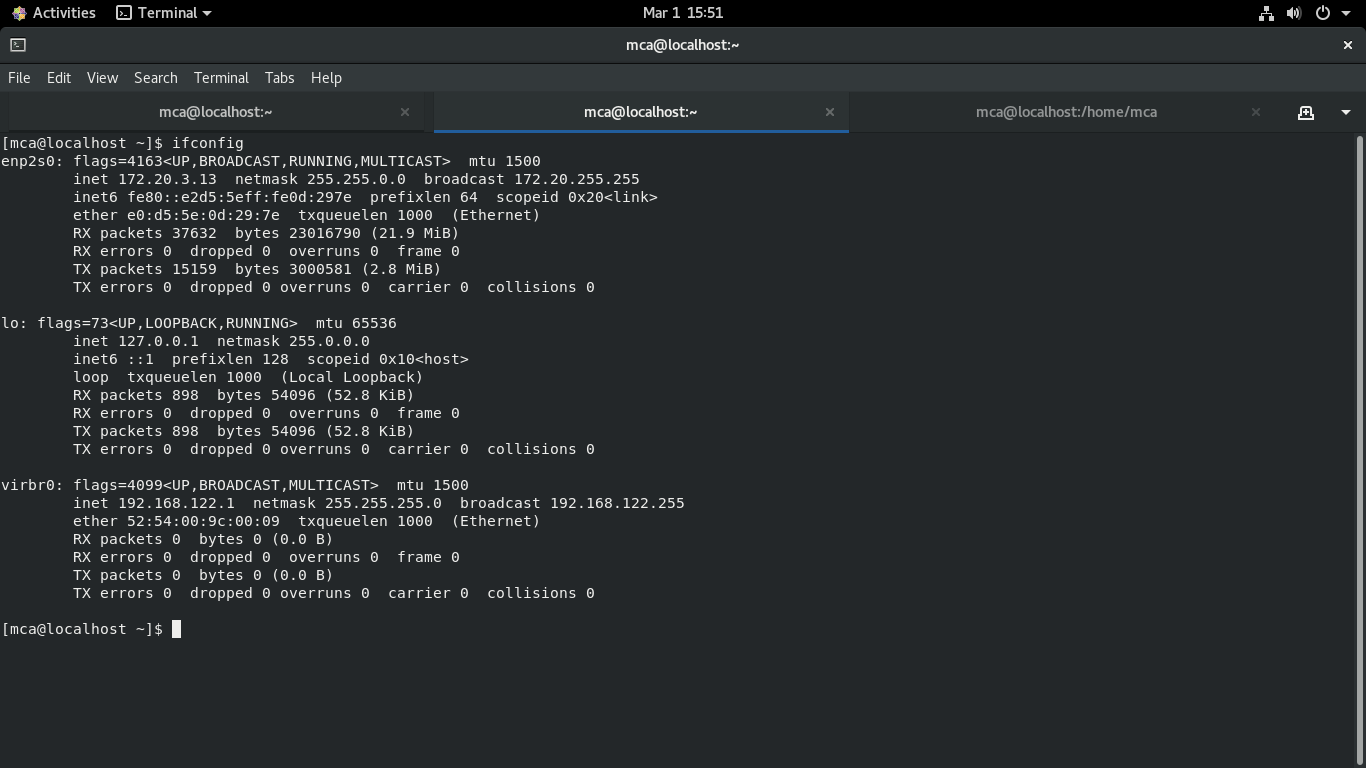 Activities Terminal Mar 1 15:51
mca@localhost:~
File Edit View Search Terminal Tabs Help
mca@localhost:~ mca@localhost:~ mca@localhost:/home/mca
[mca@localhost ~]$ ifconfig
enp2s0: flags=4163<UP,BROADCAST,RUNNING,MULTICAST>  mtu 1500
        inet 172.20.3.13  netmask 255.255.0.0  broadcast 172.20.255.255
        inet6 fe80::e2d5:5eff:fe0d:297e  prefixlen 64  scopeid 0x20<link>
        ether e0:d5:5e:0d:29:7e  txqueuelen 1000  (Ethernet)
        RX packets 37632  bytes 23016790 (21.9 MiB)
        RX errors 0  dropped 0  overruns 0  frame 0
        TX packets 15159  bytes 3000581 (2.8 MiB)
        TX errors 0  dropped 0 overruns 0  carrier 0  collisions 0

lo: flags=73<UP,LOOPBACK,RUNNING>  mtu 65536
        inet 127.0.0.1  netmask 255.0.0.0
        inet6 ::1  prefixlen 128  scopeid 0x10<host>
        loop  txqueuelen 1000  (Local Loopback)
        RX packets 898  bytes 54096 (52.8 KiB)
        RX errors 0  dropped 0  overruns 0  frame 0
        TX packets 898  bytes 54096 (52.8 KiB)
        TX errors 0  dropped 0 overruns 0  carrier 0  collisions 0

virbr0: flags=4099<UP,BROADCAST,MULTICAST>  mtu 1500
        inet 192.168.122.1  netmask 255.255.255.0  broadcast 192.168.122.255
        ether 52:54:00:9c:00:09  txqueuelen 1000  (Ethernet)
        RX packets 0  bytes 0 (0.0 B)
        RX errors 0  dropped 0  overruns 0  frame 0
        TX packets 0  bytes 0 (0.0 B)
        TX errors 0  dropped 0 overruns 0  carrier 0  collisions 0

[mca@localhost ~]$